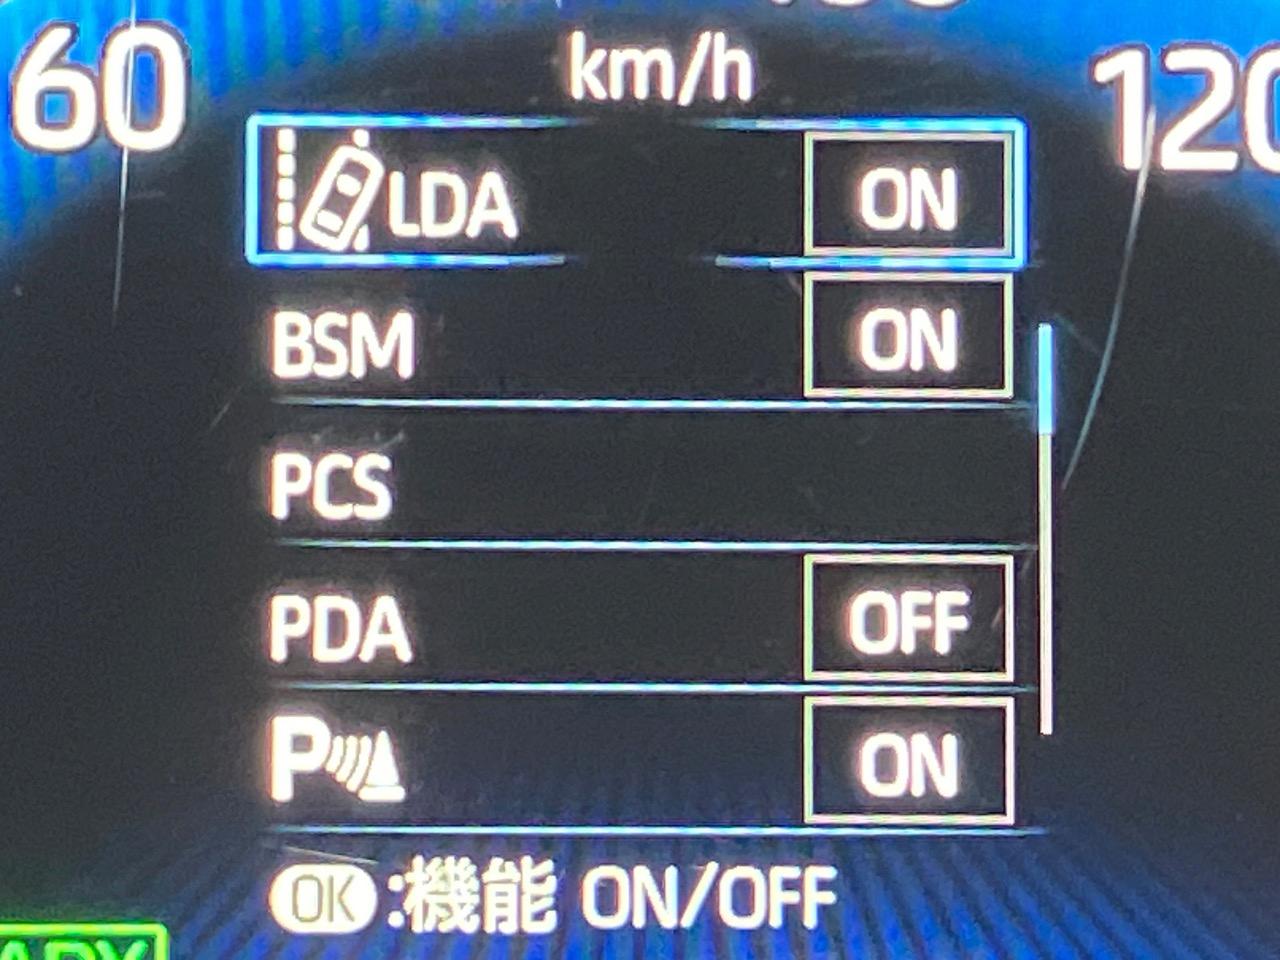 60
km/h
120
LDA ON
BSM ON
PCS
PDA OFF
P ON
OK:機能 ON/OFF